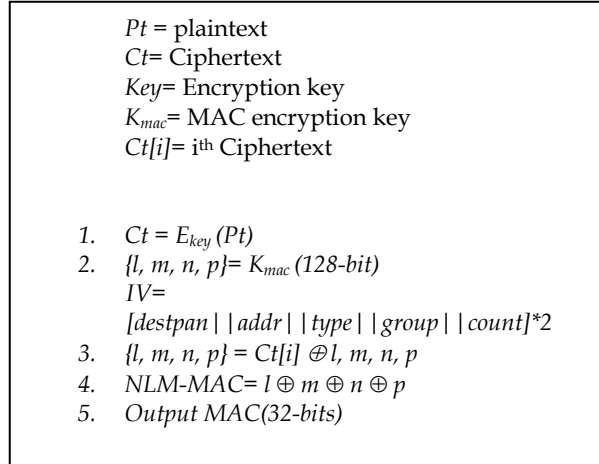 Pt = plaintext
Ct= Ciphertext
Key= Encryption key
Kmac= MAC encryption key
Ct[i]= ith Ciphertext
1. Ct = Ekey (Pt)
2. {l, m, n, p}= Kmac (128-bit)
IV=
[destpan||addr||type||group||count]*2
3. {l, m, n, p} = Ct[i] ⊕ l, m, n, p
4. NLM-MAC= l ⊕ m ⊕ n ⊕ p
5. Output MAC(32-bits)